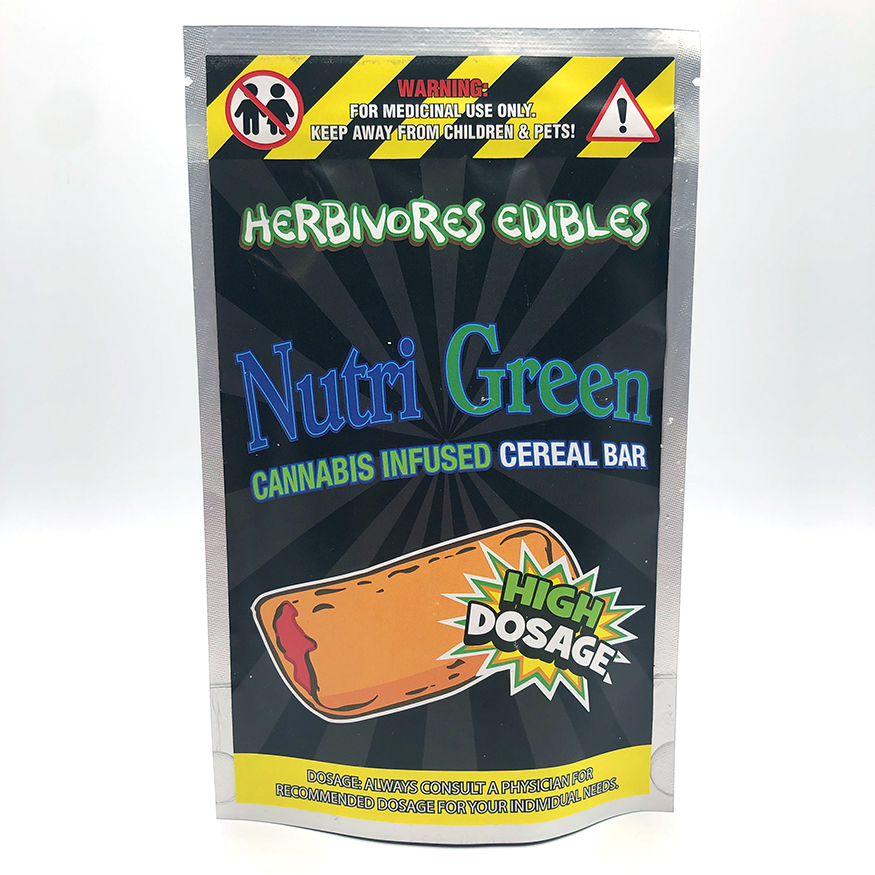 WARNING:
FOR MEDICINAL USE ONLY.
KEEP AWAY FROM CHILDREN & PETS!
HERBIVORES EDIBLES
Nutri Green
CANNABIS INFUSED CEREAL BAR
HIGH
DOSAGE
DOSAGE: ALWAYS CONSULT A PHYSICIAN FOR
RECOMMENDED DOSAGE FOR YOUR INDIVIDUAL NEEDS.